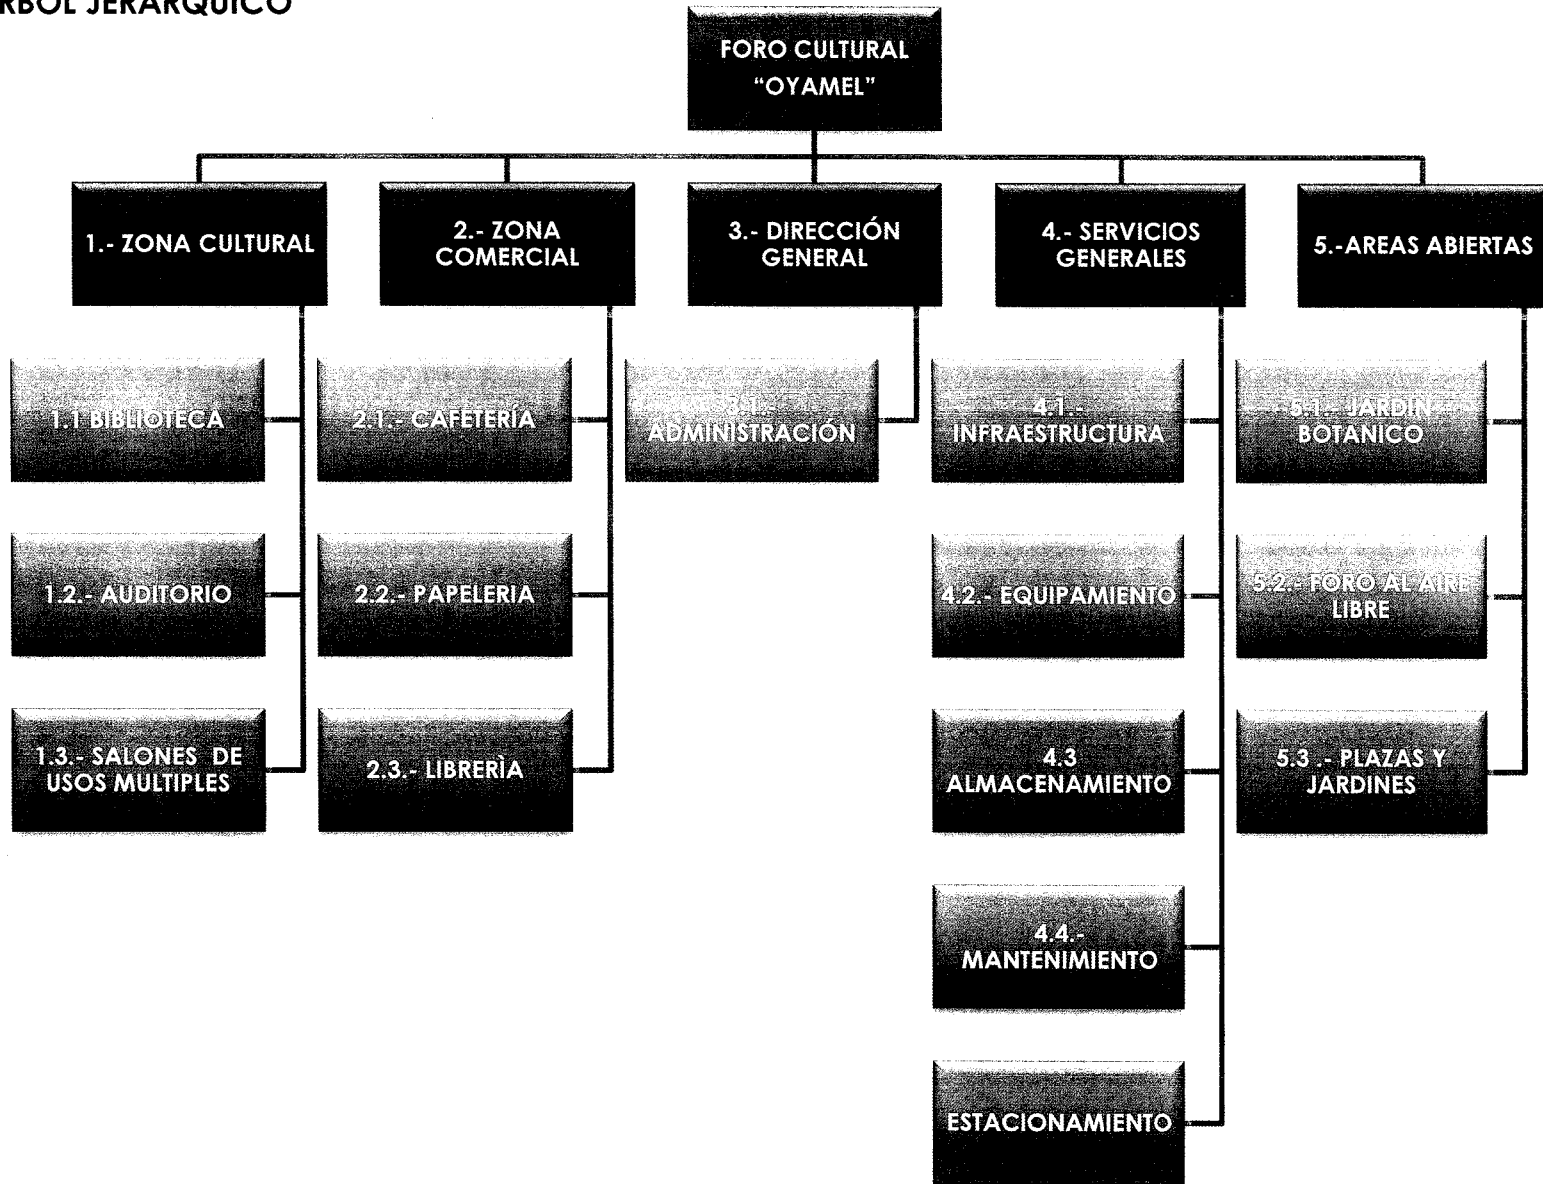 RBOL JERÁRQUICO
FORO CULTURAL
“OYAMEL”
1.- ZONA CULTURAL
2.- ZONA
COMERCIAL
3.- DIRECCIÓN
GENERAL
4.- SERVICIOS
GENERALES
5.-AREAS ABIERTAS
1.1 BIBLIOTECA
1.2.- AUDITORIO
1.3.- SALONES DE
USOS MULTIPLES
2.1.- CAFETERÍA
2.2.- PAPELERIA
2.3.- LIBRERÌA
3.1.-
ADMINISTRACIÓN
4.1.-
INFRAESTRUCTURA
4.2.- EQUIPAMIENTO
4.3
ALMACENAMIENTO
4.4.-
MANTENIMIENTO
ESTACIONAMIENTO
5.1.- JARDIN
BOTANICO
5.2.- FORO AL AIRE
LIBRE
5.3 .- PLAZAS Y
JARDINES